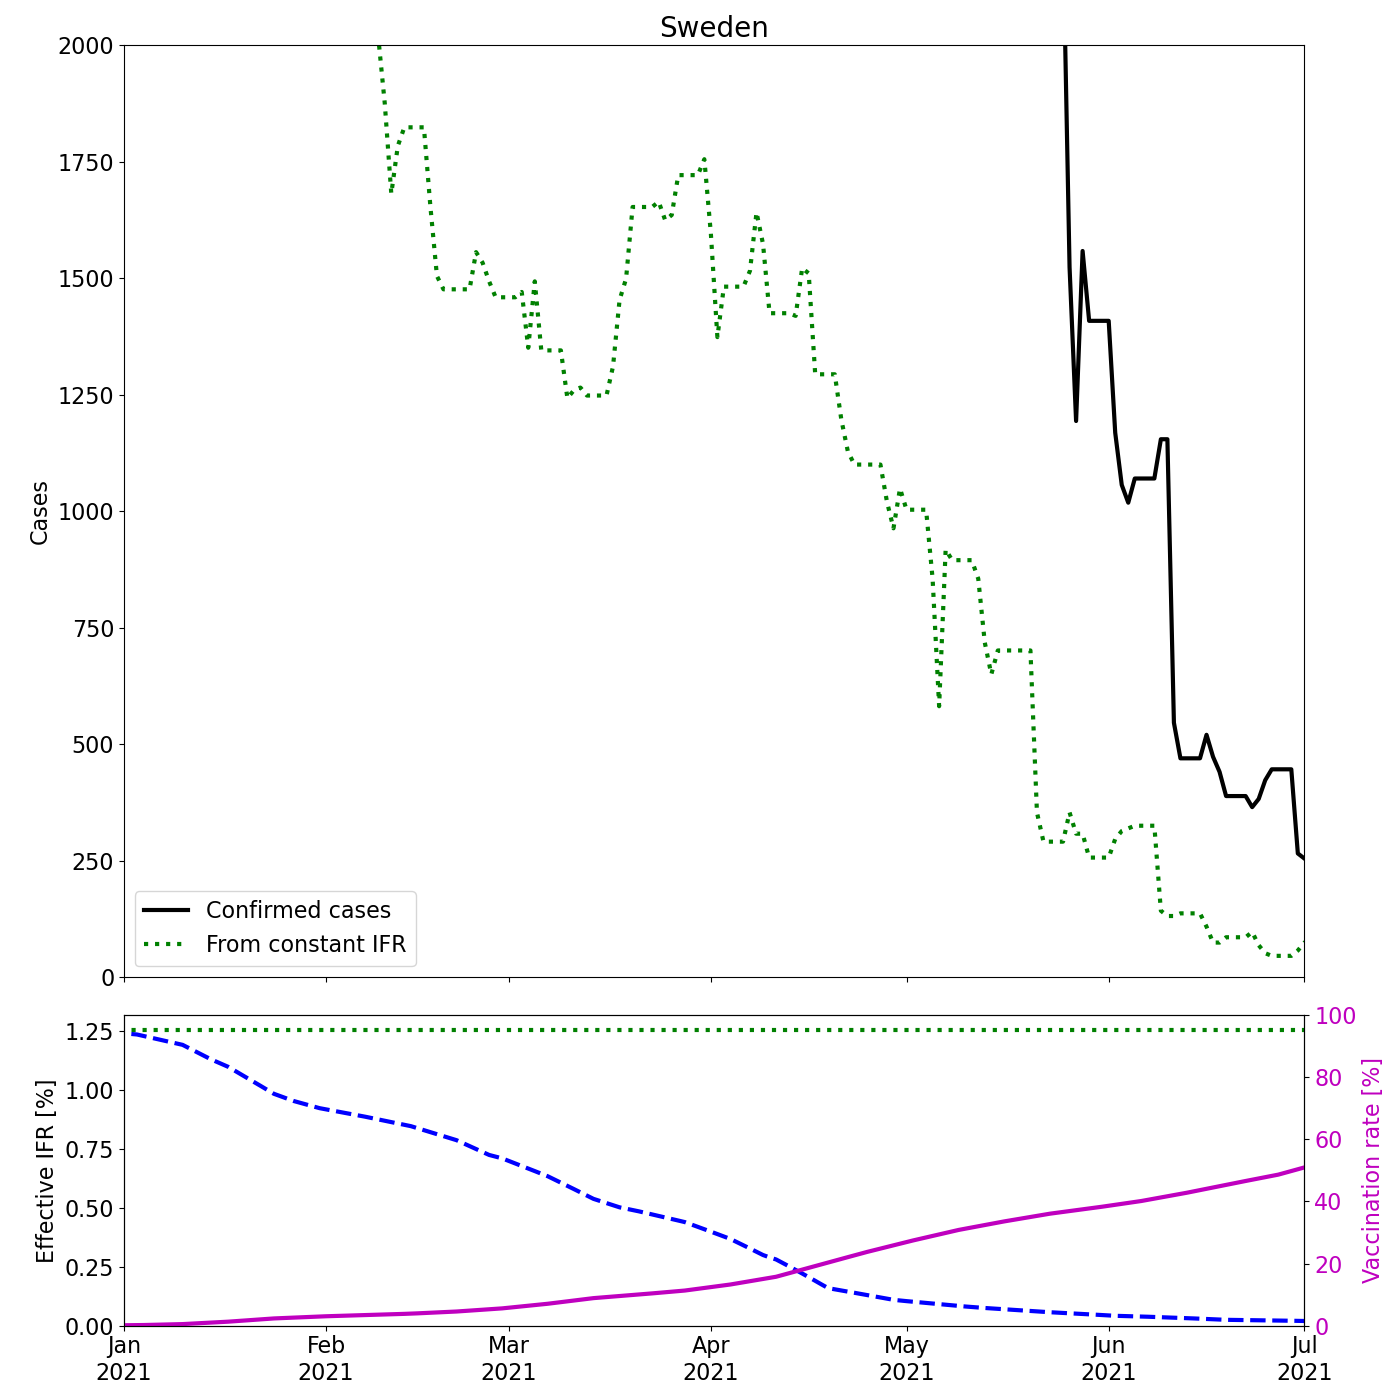 Sweden
2000
1750
1500
1250
1000
750
500
250
0
Cases
Confirmed cases
From constant IFR
1.25
1.00
0.75
0.50
0.25
0.00
Effective IFR [%]
100
80
60
40
20
0
Vaccination rate [%]
Jan Feb Mar Apr May Jun Jul
2021 2021 2021 2021 2021 2021 2021